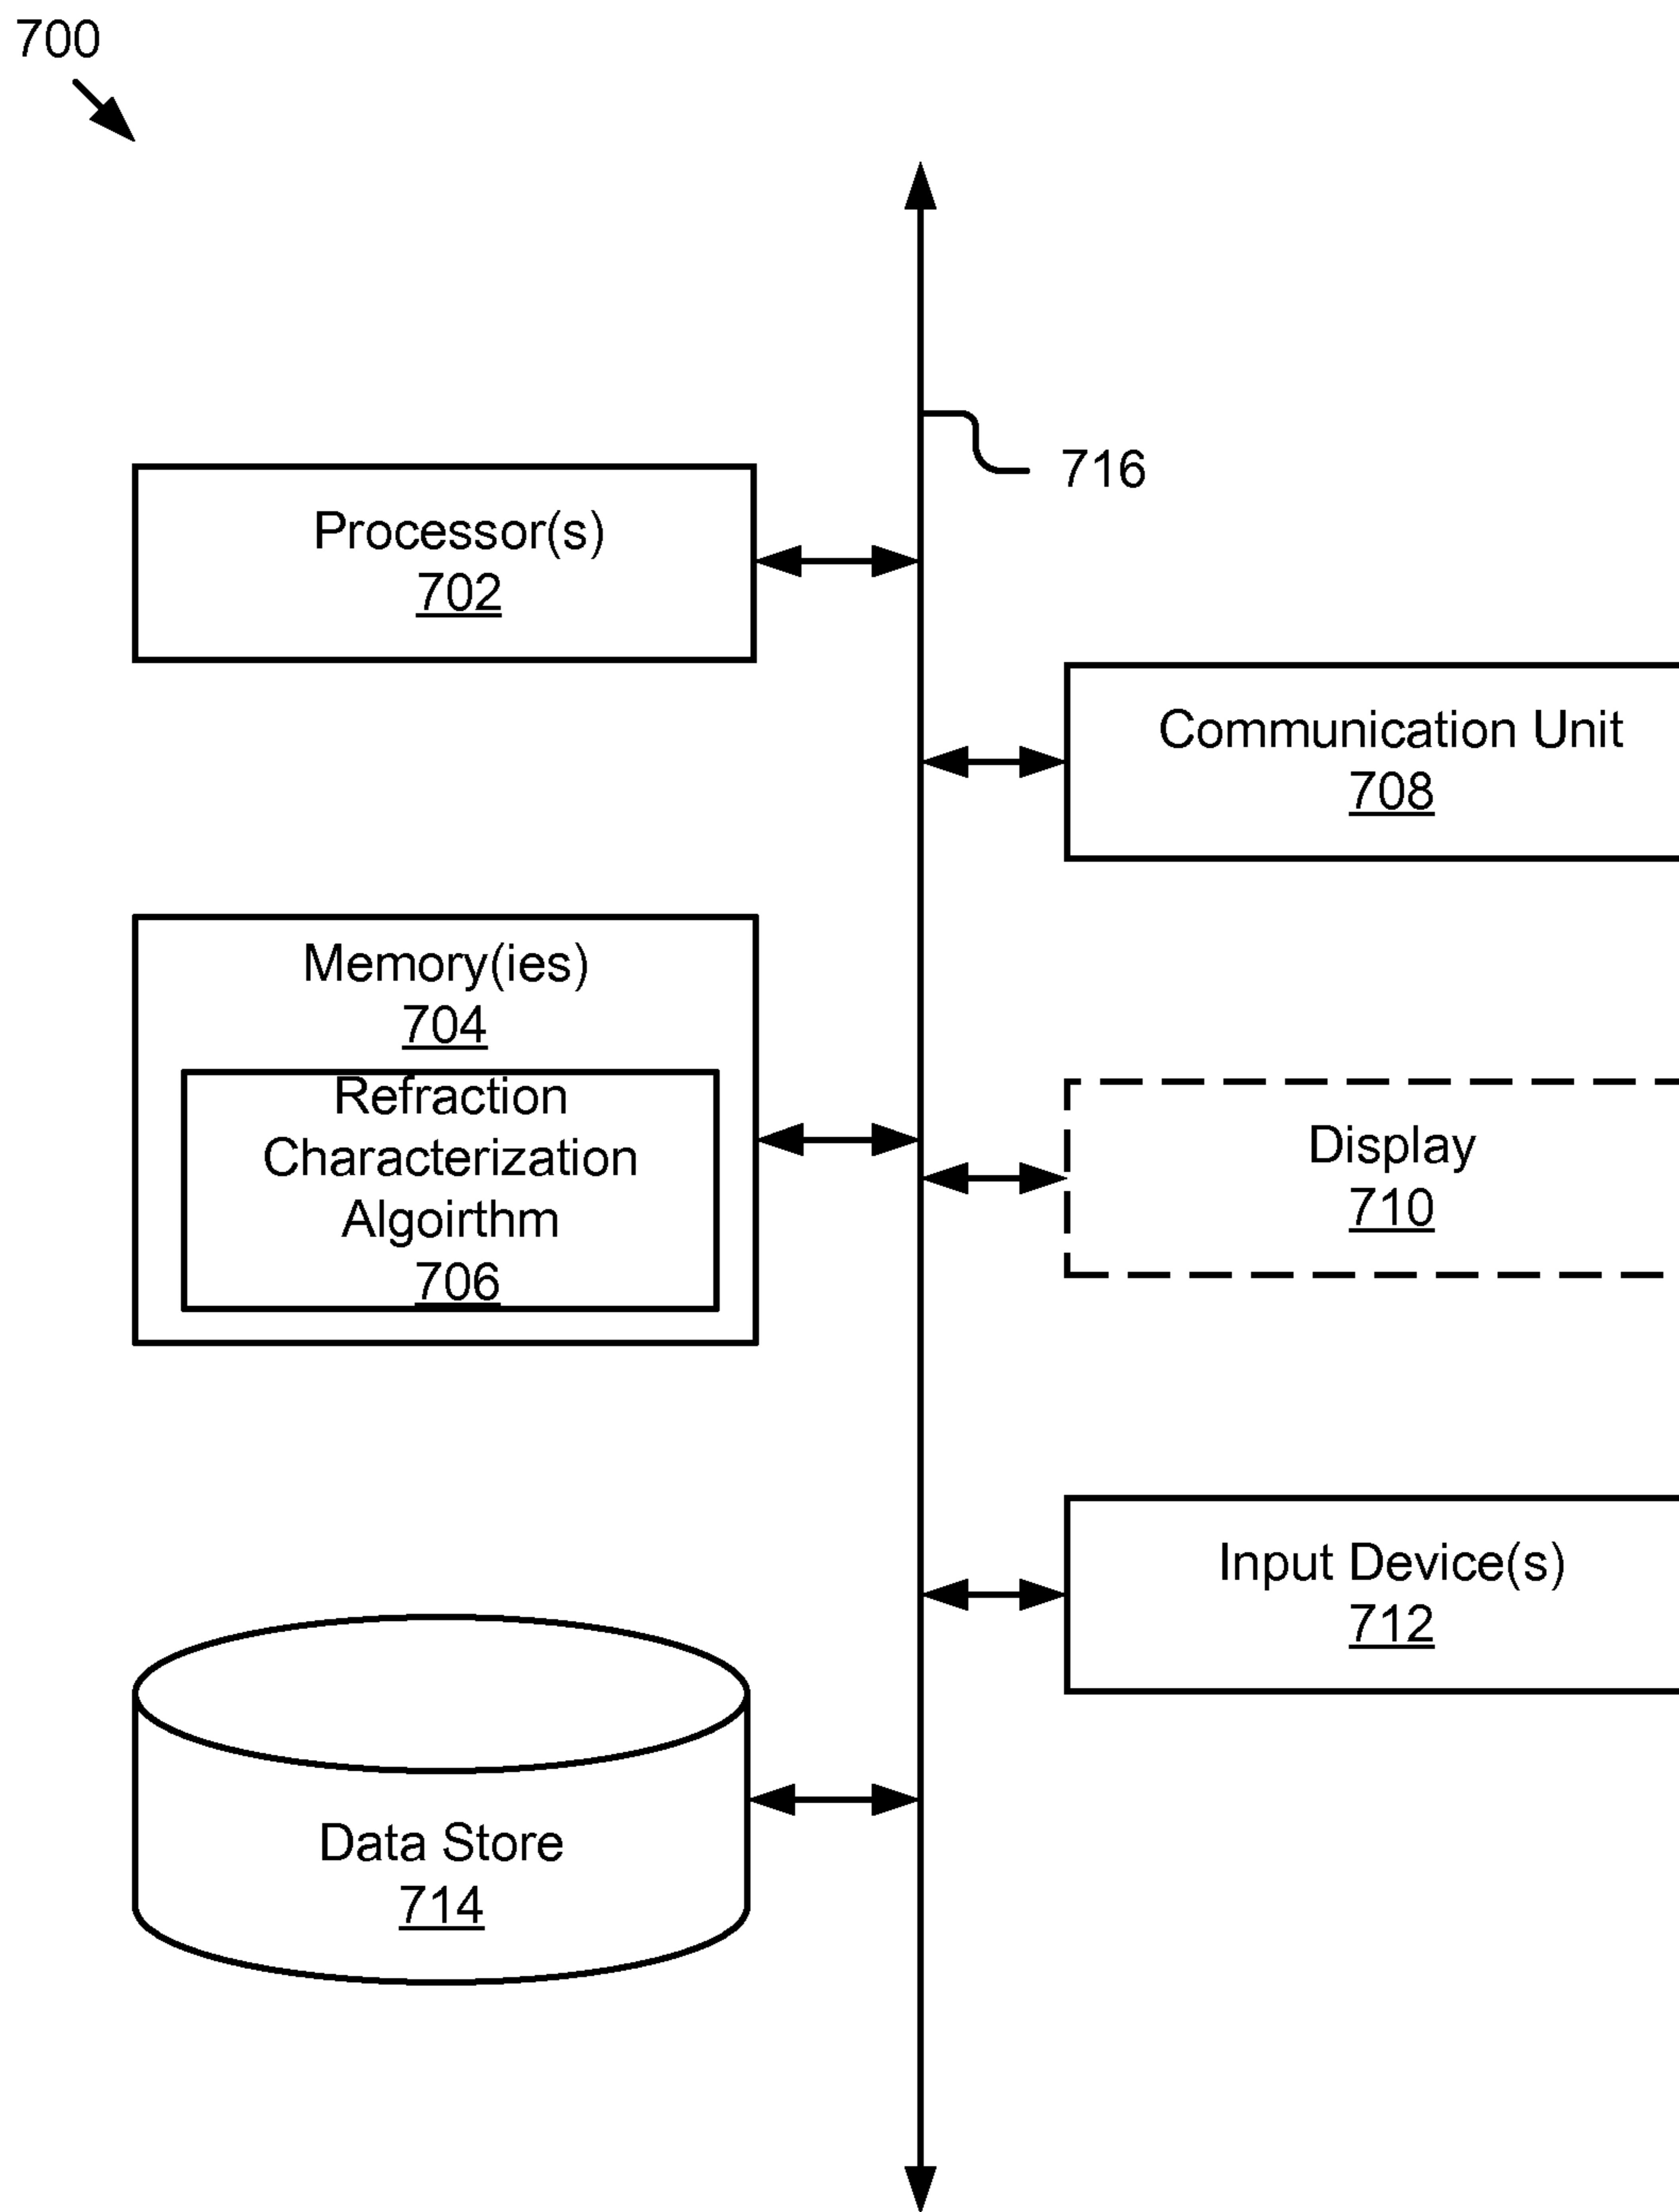 700
716
Processor(s)
702
Communication Unit
708
Memory(ies)
704
Refraction
Characterization
Algoirthm
706
Display
710
Input Device(s)
712
Data Store
714